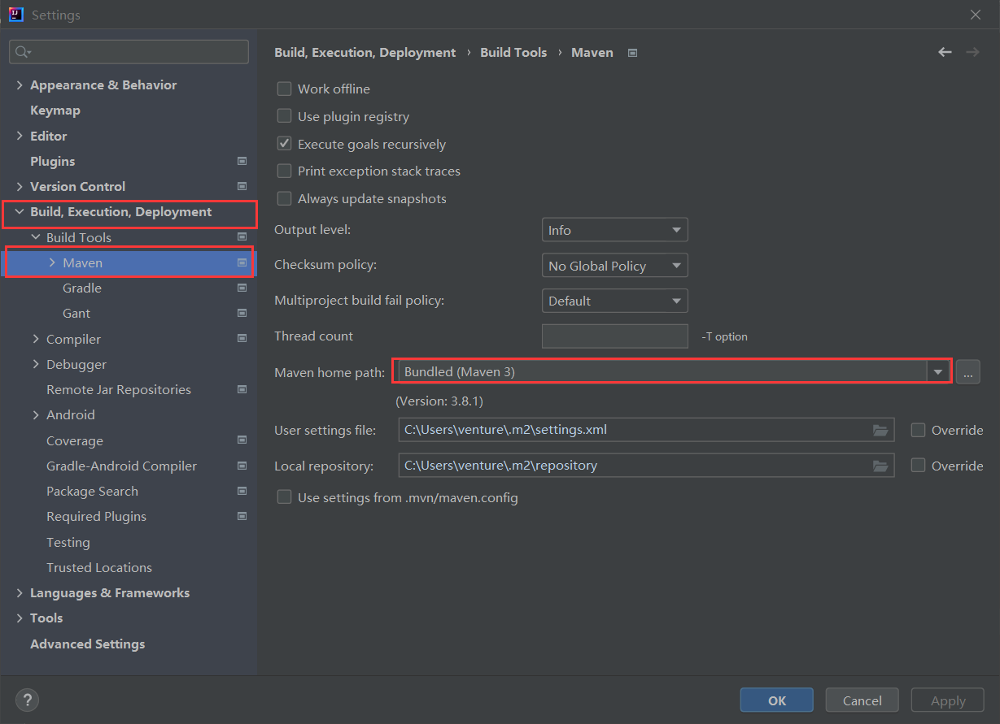 Settings
Appearance & Behavior
Keymap
Editor
Plugins
Version Control
Build, Execution, Deployment
Build Tools
Maven
Gradle
Gant
Compiler
Debugger
Remote Jar Repositories
Android
Coverage
Gradle-Android Compiler
Package Search
Required Plugins
Testing
Trusted Locations
Languages & Frameworks
Tools
Advanced Settings
Build, Execution, Deployment › Build Tools › Maven
Work offline
Use plugin registry
Execute goals recursively
Print exception stack traces
Always update snapshots
Output level: Info
Checksum policy: No Global Policy
Multiproject build fail policy: Default
Thread count -T option
Maven home path: Bundled (Maven 3) ...
(Version: 3.8.1)
User settings file: C:\Users\venture\.m2\settings.xml Override
Local repository: C:\Users\venture\.m2\repository Override
Use settings from .mvn/maven.config
? OK Cancel Apply